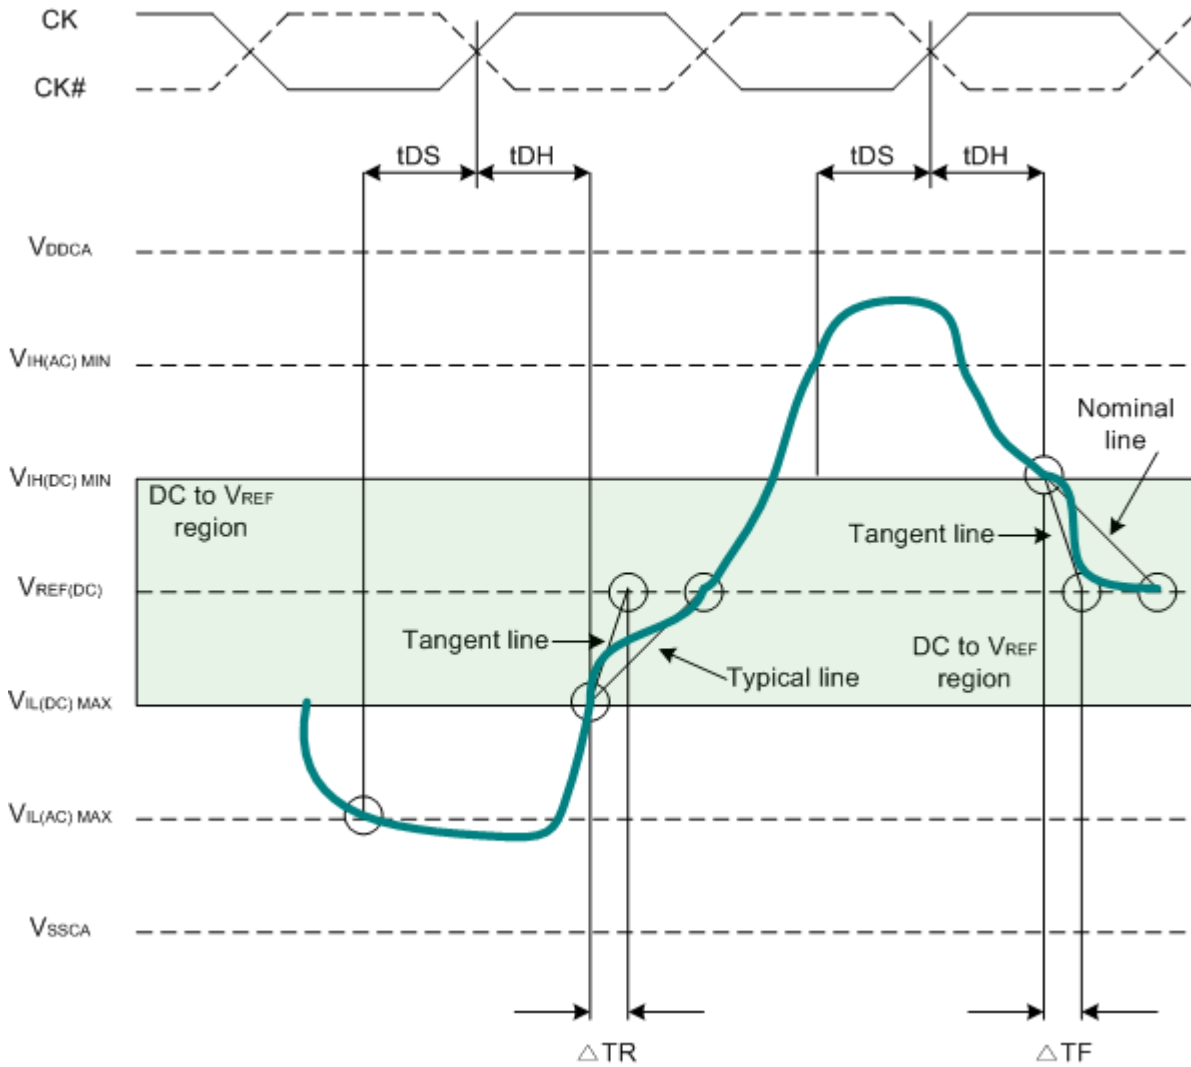 CK
CK#
tDS
tDH
tDS
tDH
VDDCA
VIH(AC) MIN
Nominal
line
VIH(DC) MIN
DC to VREF
region
Tangent line
VREF(DC)
Tangent line
DC to VREF
region
Typical line
VIL(DC) MAX
VIL(AC) MAX
VSSCA
△TR
△TF